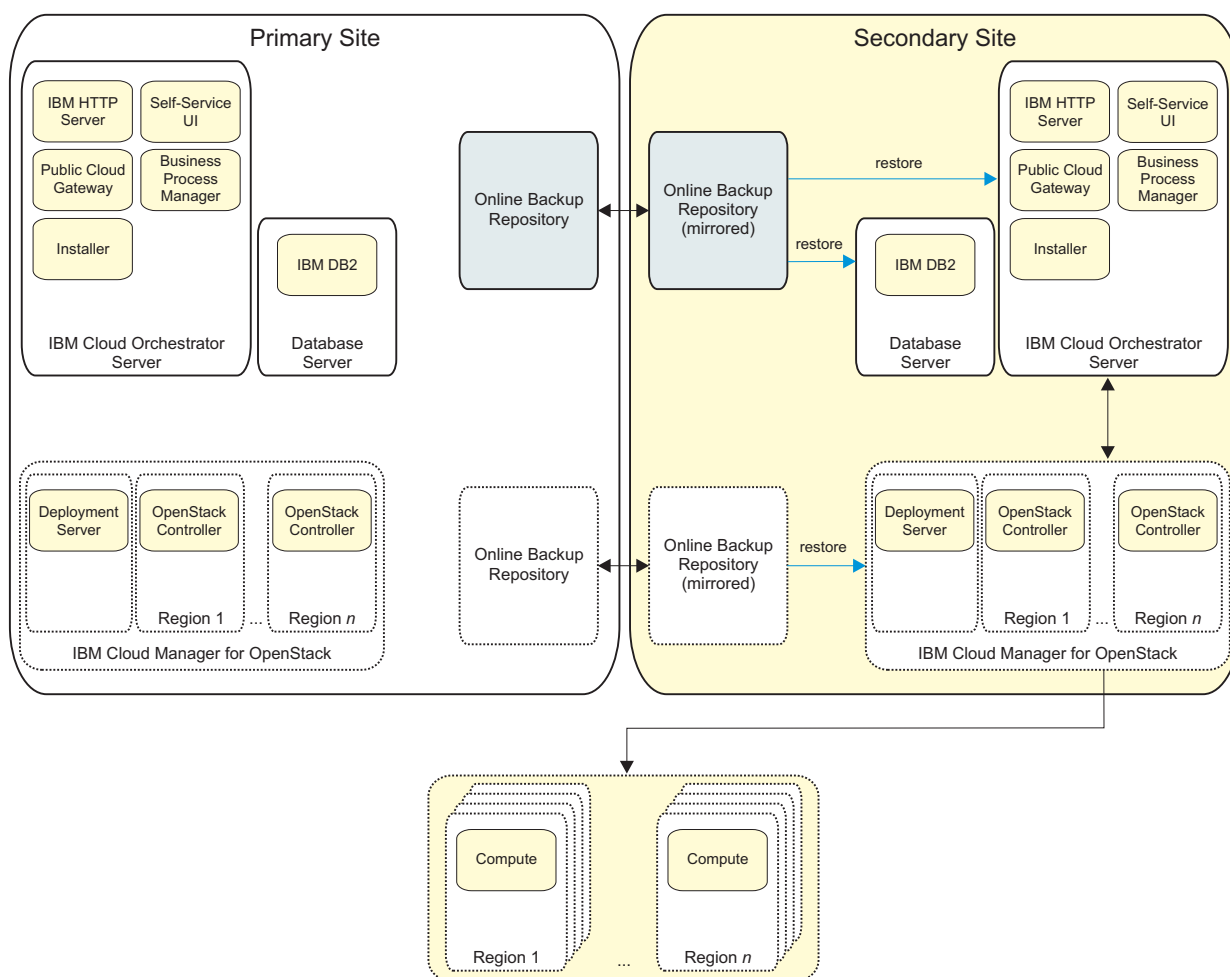 Primary Site
IBM HTTP
Server
Self-Service
UI
Public Cloud
Gateway
Business
Process
Manager
Installer
IBM Cloud Orchestrator
Server
IBM DB2
Database
Server
Online Backup
Repository
Deployment
Server
OpenStack
Controller
Region 1
...
OpenStack
Controller
Region n
IBM Cloud Manager for OpenStack
Online Backup
Repository
Secondary Site
Online Backup
Repository
(mirrored)
restore
restore
IBM DB2
Database
Server
IBM HTTP
Server
Self-Service
UI
Public Cloud
Gateway
Business
Process
Manager
Installer
IBM Cloud Orchestrator
Server
Online Backup
Repository
(mirrored)
restore
Deployment
Server
OpenStack
Controller
Region 1
...
OpenStack
Controller
Region n
IBM Cloud Manager for OpenStack
Compute
Region 1
...
Compute
Region n